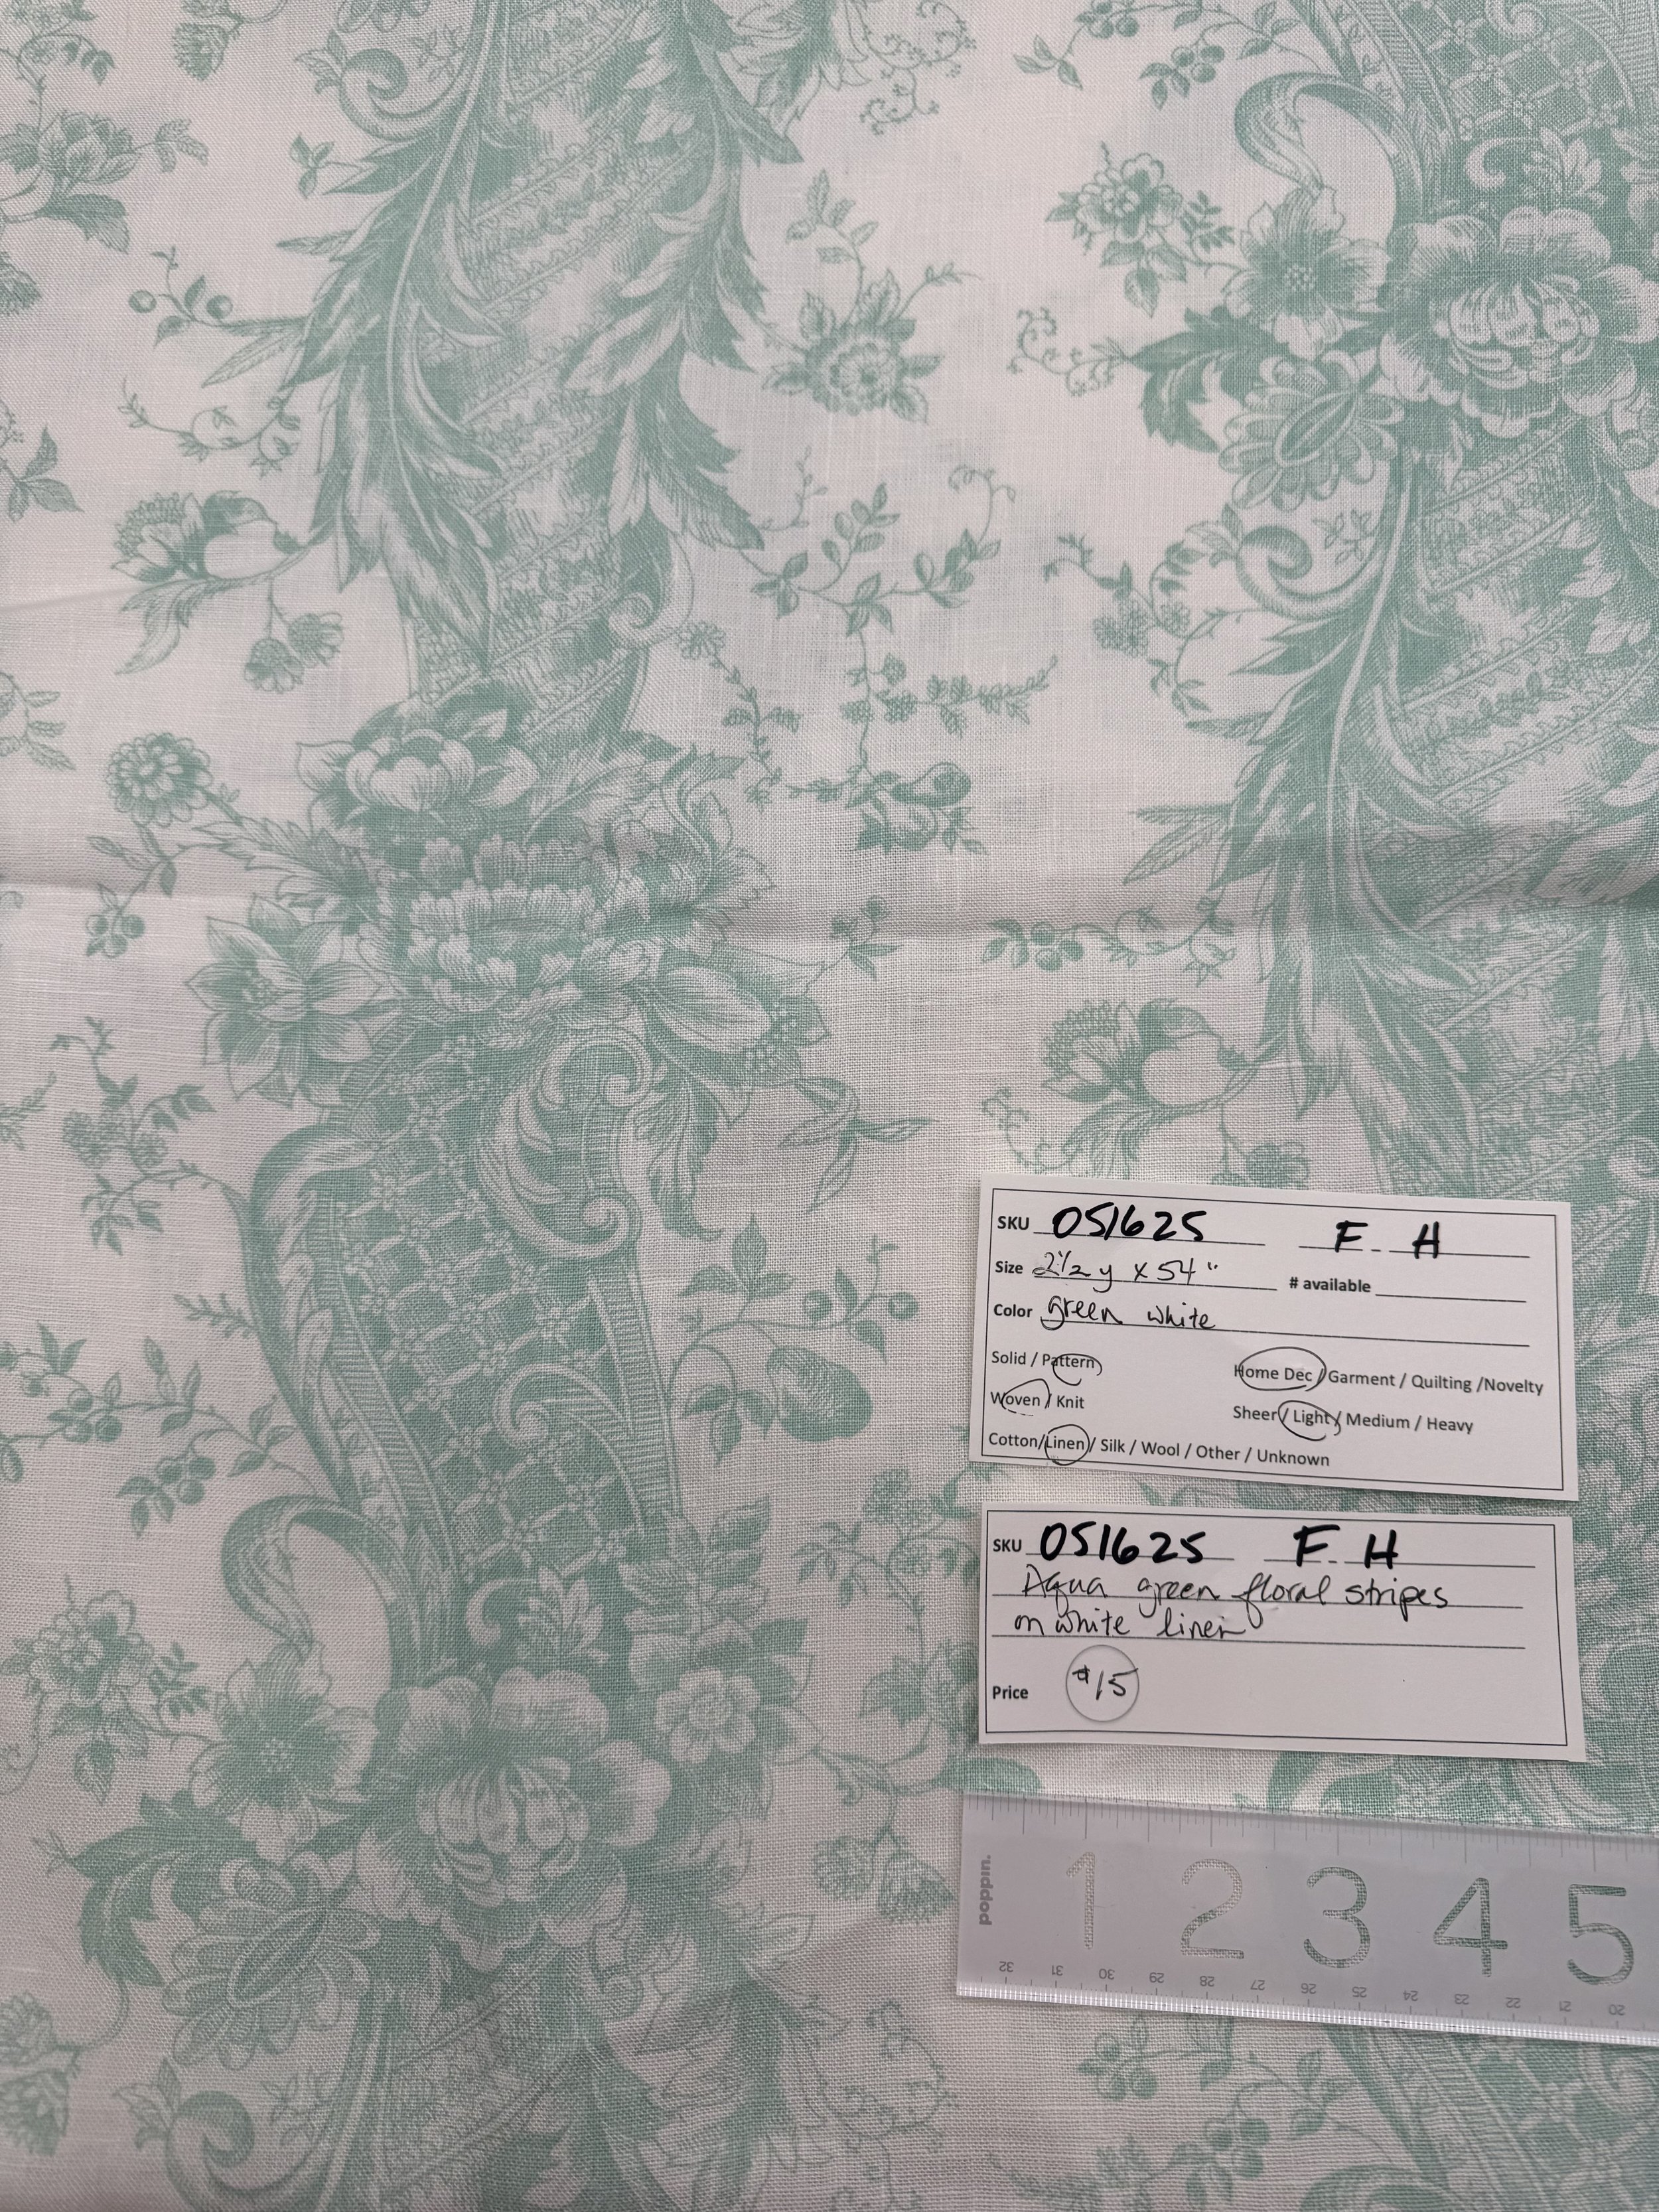 SKU 051625 F H
Size 2½ y x 54" # available
Color green white
Solid / Pattern
Home Dec / Garment / Quilting /Novelty
Woven / Knit
Sheer / Light / Medium / Heavy
Cotton/Linen / Silk / Wool / Other / Unknown
SKU 051625 F H
Aqua green floral stripes
on white linen
Price $15
poppin.
1 2 3 4 5
32 31 30 29 28 27 26 25 24 23 22 21 20